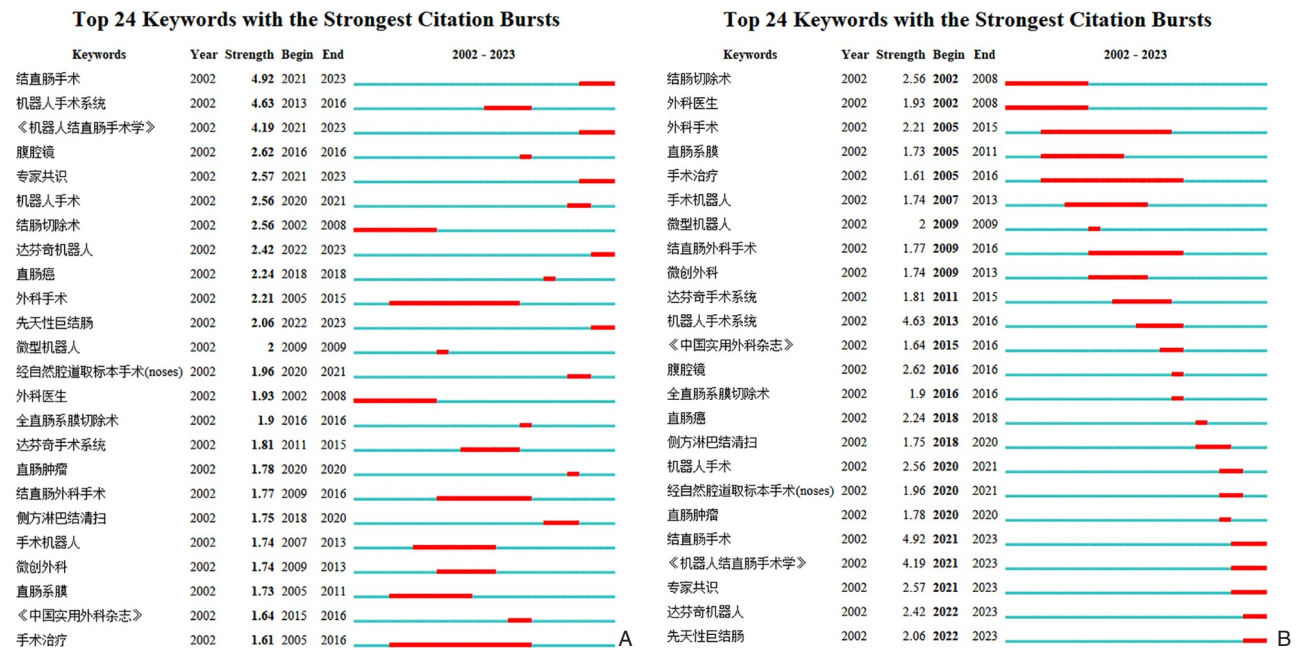 Top 24 Keywords with the Strongest Citation Bursts
Keywords Year Strength Begin End 2002 - 2023
结直肠手术 2002 4.92 2021 2023
机器人手术系统 2002 4.63 2013 2016
《机器人结直肠手术学》 2002 4.19 2021 2023
腹腔镜 2002 2.62 2016 2016
专家共识 2002 2.57 2021 2023
机器人手术 2002 2.56 2020 2021
结肠切除术 2002 2.56 2002 2008
达芬奇机器人 2002 2.42 2022 2023
直肠癌 2002 2.24 2018 2018
外科手术 2002 2.21 2005 2015
先天性巨结肠 2002 2.06 2022 2023
微型机器人 2002 2 2009 2009
经自然腔道取标本手术(noses) 2002 1.96 2020 2021
外科医生 2002 1.93 2002 2008
全直肠系膜切除术 2002 1.9 2016 2016
达芬奇手术系统 2002 1.81 2011 2015
直肠肿瘤 2002 1.78 2020 2020
结直肠外科手术 2002 1.77 2009 2016
侧方淋巴结清扫 2002 1.75 2018 2020
手术机器人 2002 1.74 2007 2013
微创外科 2002 1.74 2009 2013
直肠系膜 2002 1.73 2005 2011
《中国实用外科杂志》 2002 1.64 2015 2016
手术治疗 2002 1.61 2005 2016
A
Top 24 Keywords with the Strongest Citation Bursts
Keywords Year Strength Begin End 2002 - 2023
结肠切除术 2002 2.56 2002 2008
外科医生 2002 1.93 2002 2008
外科手术 2002 2.21 2005 2015
直肠系膜 2002 1.73 2005 2011
手术治疗 2002 1.61 2005 2016
手术机器人 2002 1.74 2007 2013
微型机器人 2002 2 2009 2009
结直肠外科手术 2002 1.77 2009 2016
微创外科 2002 1.74 2009 2013
达芬奇手术系统 2002 1.81 2011 2015
机器人手术系统 2002 4.63 2013 2016
《中国实用外科杂志》 2002 1.64 2015 2016
腹腔镜 2002 2.62 2016 2016
全直肠系膜切除术 2002 1.9 2016 2016
直肠癌 2002 2.24 2018 2018
侧方淋巴结清扫 2002 1.75 2018 2020
机器人手术 2002 2.56 2020 2021
经自然腔道取标本手术(noses) 2002 1.96 2020 2021
直肠肿瘤 2002 1.78 2020 2020
结直肠手术 2002 4.92 2021 2023
《机器人结直肠手术学》 2002 4.19 2021 2023
专家共识 2002 2.57 2021 2023
达芬奇机器人 2002 2.42 2022 2023
先天性巨结肠 2002 2.06 2022 2023
B